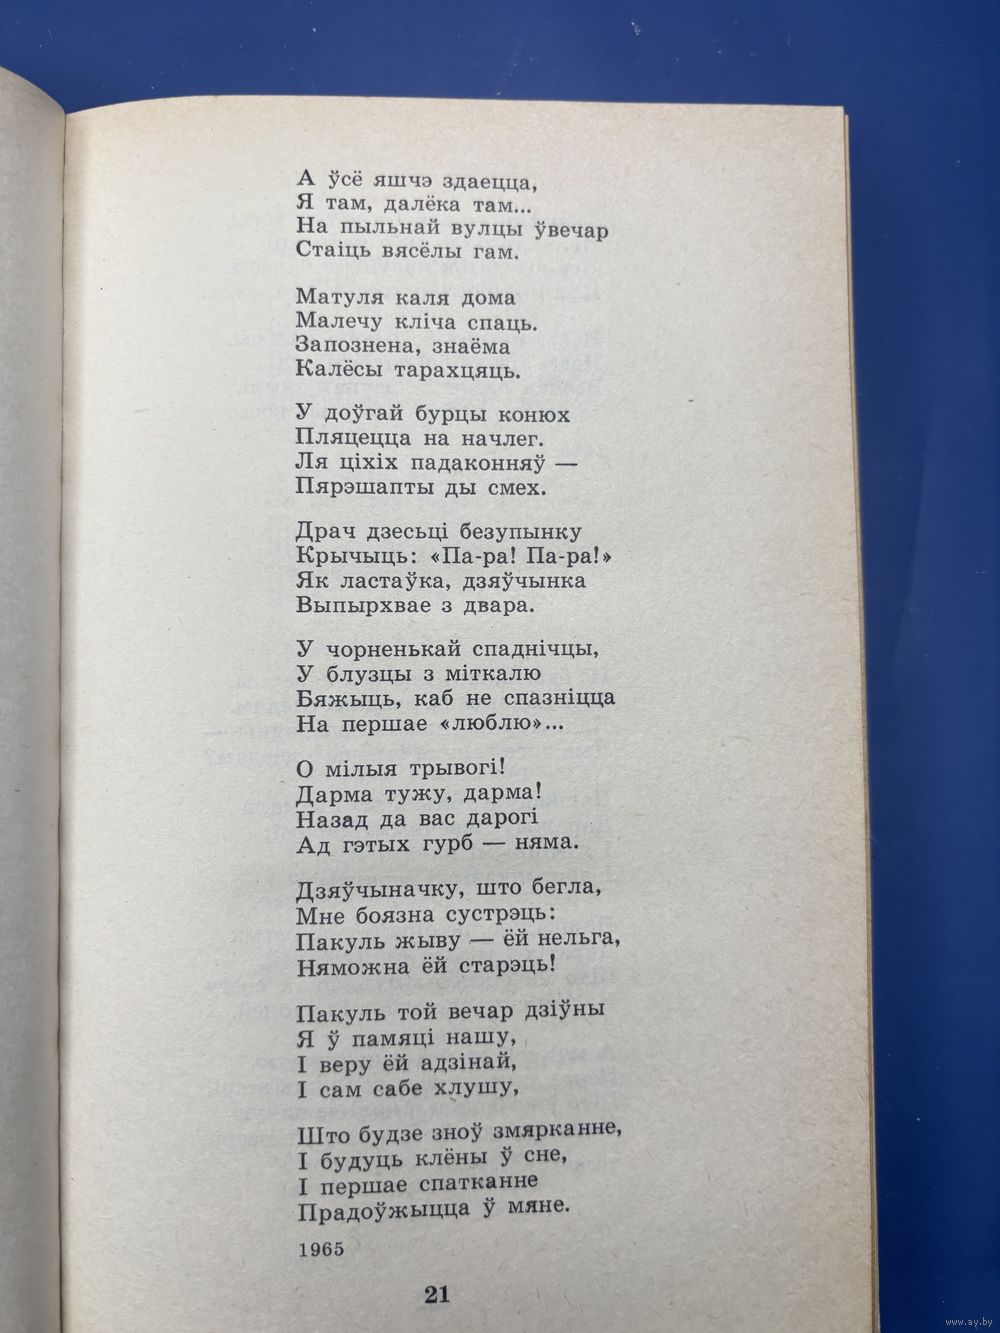 А ўсё яшчэ здаецца,
Я там, далёка там...
На пыльнай вулцы ўвечар
Стаіць вясёлы гам.
Матуля каля дома
Малечу кліча спаць.
Запознена, знаёма
Калёсы тарахцяць.
У доўгай бурцы конюх
Пляцецца на начлег.
Ля ціхіх падаконняў —
Пярэшапты ды смех.
Драч дзесьці безупынку
Крычыць: «Па-ра! Па-ра!»
Як ластаўка, дзяўчынка
Выпырхвае з двара.
У чорненькай спаднічцы,
У блузцы з міткалю
Бяжыць, каб не спазніцца
На першае «люблю»...
О мілыя трывогі!
Дарма тужу, дарма!
Назад да вас дарогі
Ад гэтых гурб — няма.
Дзяўчыначку, што бегла,
Мне боязна сустрэць:
Пакуль жыву — ёй нельга,
Няможна ёй старэць!
Пакуль той вечар дзіўны
Я ў памяці нашу,
І веру ёй адзінай,
І сам сабе хлушу,
Што будзе зноў змярканне,
І будуць клёны ў сне,
І першае спатканне
Прадоўжыцца ў мяне.
1965
21
www.ay.by